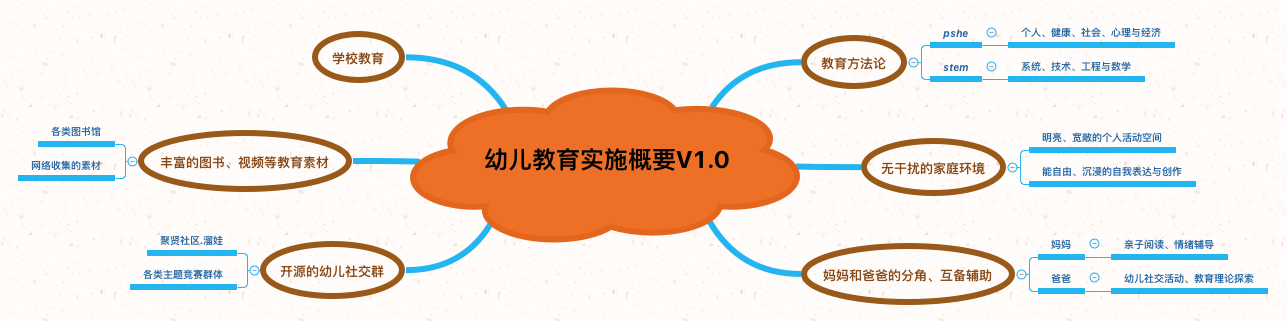 幼儿教育实施概要V1.0
学校教育
丰富的图书、视频等教育素材
各类图书馆
网络收集的素材
开源的幼儿社交群
聚贤社区.溜娃
各类主题竞赛群体
教育方法论
pshe
个人、健康、社会、心理与经济
stem
系统、技术、工程与数学
无干扰的家庭环境
明亮、宽敞的个人活动空间
能自由、沉浸的自我表达与创作
妈妈和爸爸的分角、互备辅助
妈妈
亲子阅读、情绪辅导
爸爸
幼儿社交活动、教育理论探索